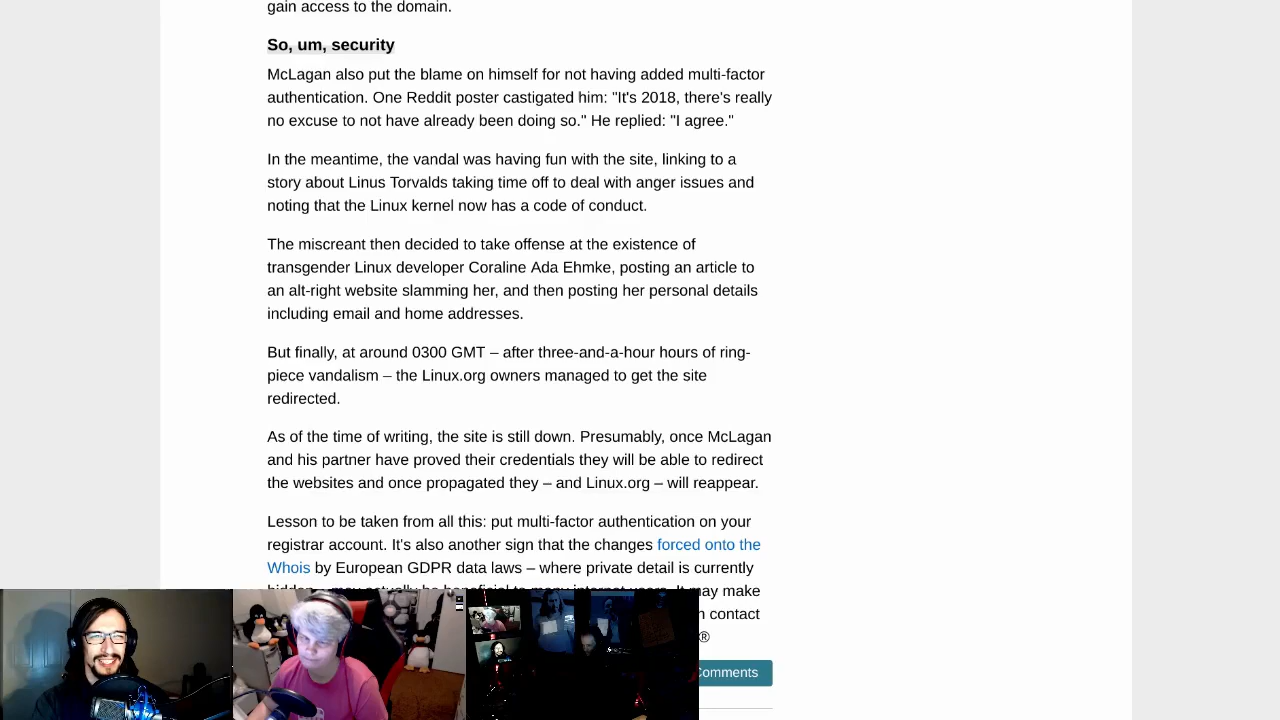 gain access to the domain.
So, um, security
McLagan also put the blame on himself for not having added multi-factor
authentication. One Reddit poster castigated him: "It's 2018, there's really
no excuse to not have already been doing so." He replied: "I agree."
In the meantime, the vandal was having fun with the site, linking to a
story about Linus Torvalds taking time off to deal with anger issues and
noting that the Linux kernel now has a code of conduct.
The miscreant then decided to take offense at the existence of
transgender Linux developer Coraline Ada Ehmke, posting an article to
an alt-right website slamming her, and then posting her personal details
including email and home addresses.
But finally, at around 0300 GMT – after three-and-a-hour hours of ring-
piece vandalism – the Linux.org owners managed to get the site
redirected.
As of the time of writing, the site is still down. Presumably, once McLagan
and his partner have proved their credentials they will be able to redirect
the websites and once propagated they – and Linux.org – will reappear.
Lesson to be taken from all this: put multi-factor authentication on your
registrar account. It's also another sign that the changes forced onto the
Whois by European GDPR data laws – where private detail is currently
may make
contact
®
Comments